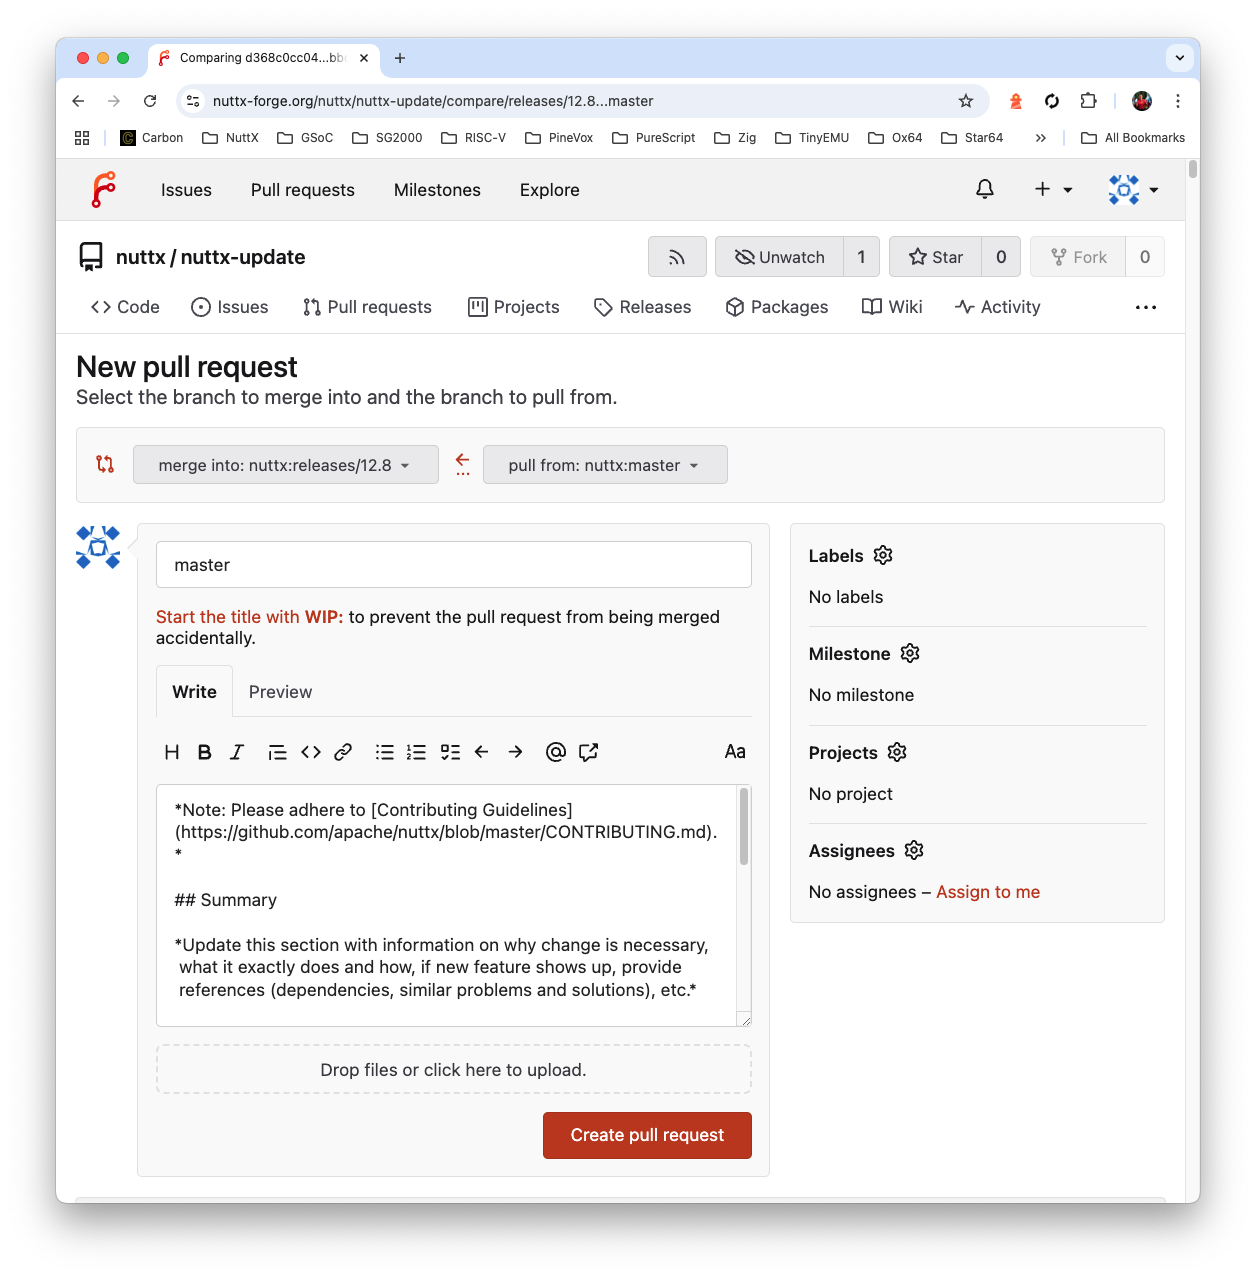 Comparing d368c0cc04...bb
nuttx-forge.org/nuttx/nuttx-update/compare/releases/12.8...master
Carbon NuttX GSoC SG2000 RISC-V PineVox PureScript Zig TinyEMU Ox64 Star64 » All Bookmarks
Issues Pull requests Milestones Explore
nuttx / nuttx-update
Unwatch 1 Star 0 Fork 0
Code Issues Pull requests Projects Releases Packages Wiki Activity
New pull request
Select the branch to merge into and the branch to pull from.
merge into: nuttx:releases/12.8 pull from: nuttx:master
master
Start the title with WIP: to prevent the pull request from being merged
accidentally.
Write Preview
H B I Aa
*Note: Please adhere to [Contributing Guidelines]
(https://github.com/apache/nuttx/blob/master/CONTRIBUTING.md).
*
## Summary
*Update this section with information on why change is necessary,
what it exactly does and how, if new feature shows up, provide
references (dependencies, similar problems and solutions), etc.*
Drop files or click here to upload.
Create pull request
Labels
No labels
Milestone
No milestone
Projects
No project
Assignees
No assignees – Assign to me